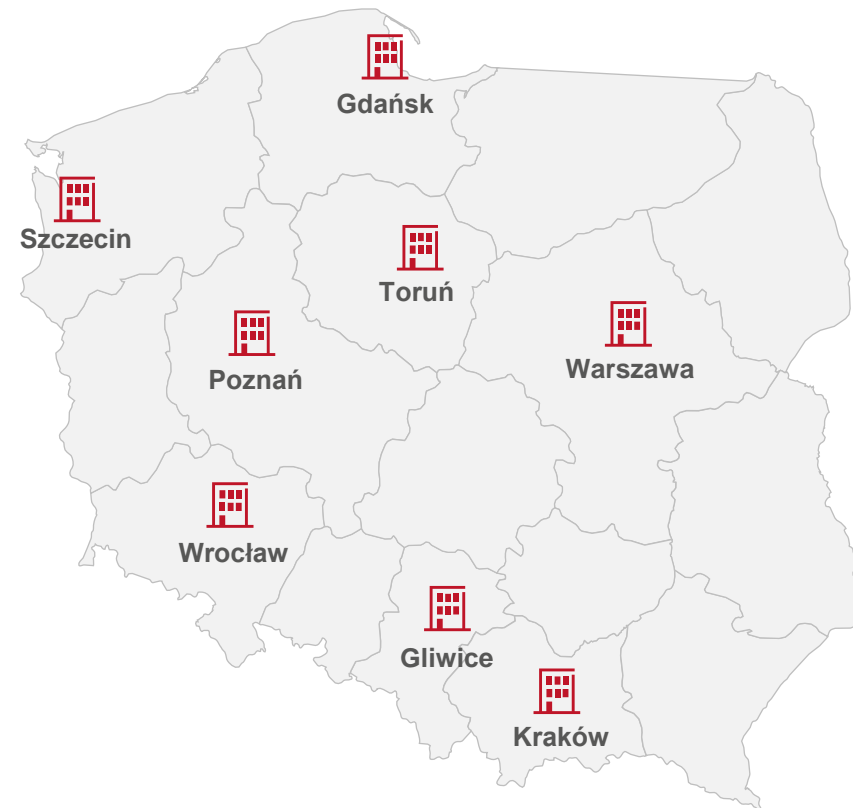 Gdańsk
Szczecin
Toruń
Warszawa
Poznań
Wrocław
Gliwice
Kraków